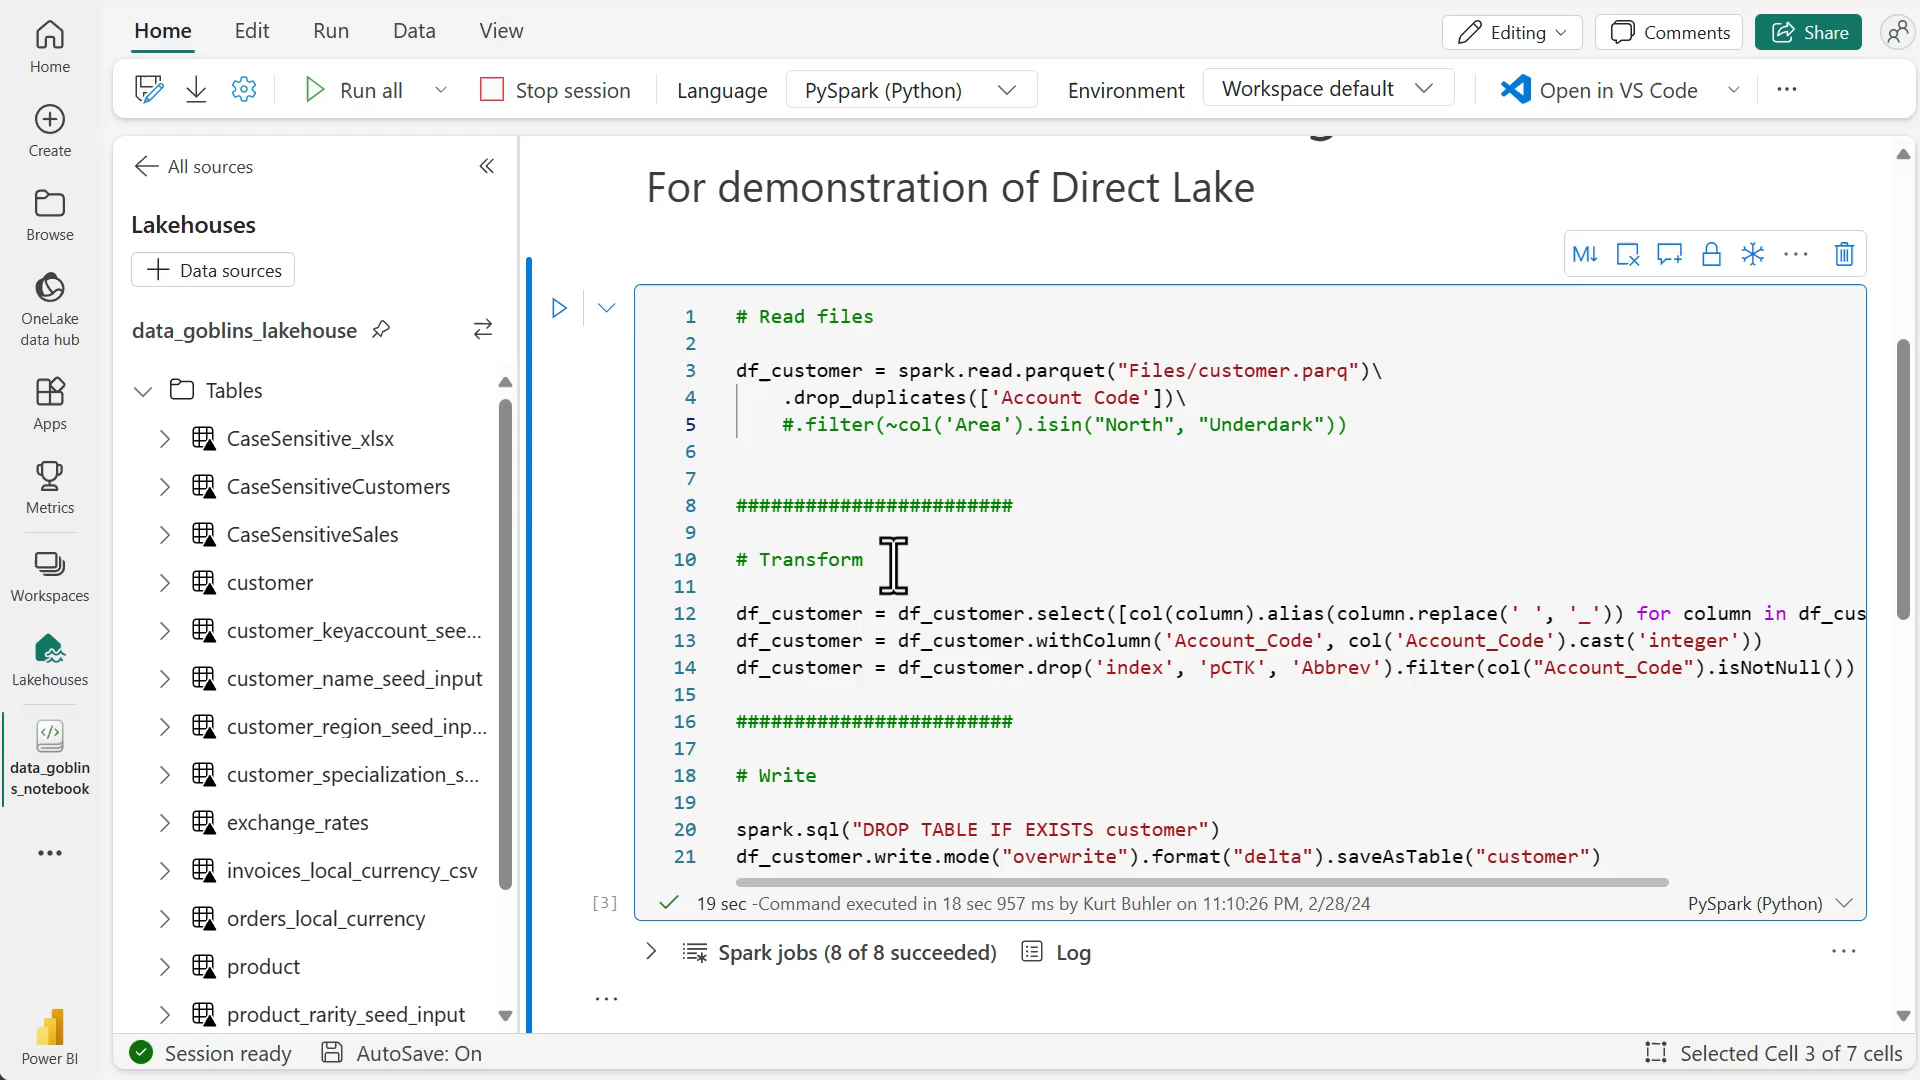 Home
Edit
Run
Data
View
Editing
Comments
Share
Run all
Stop session
Language
PySpark (Python)
Environment
Workspace default
Open in VS Code
Home
Create
Browse
OneLake
data hub
Apps
Metrics
Workspaces
Lakehouses
data_goblin
s_notebook
Power BI
All sources
Lakehouses
Data sources
data_goblins_lakehouse
Tables
CaseSensitive_xlsx
CaseSensitiveCustomers
CaseSensitiveSales
customer
customer_keyaccount_see...
customer_name_seed_input
customer_region_seed_inp...
customer_specialization_s...
exchange_rates
invoices_local_currency_csv
orders_local_currency
product
product_rarity_seed_input
For demonstration of Direct Lake
M↓
1 # Read files
2
3 df_customer = spark.read.parquet("Files/customer.parq")\
4 .drop_duplicates(['Account Code'])\
5 #.filter(~col('Area').isin("North", "Underdark"))
6
7
8 ########################
9
10 # Transform
11
12 df_customer = df_customer.select([col(column).alias(column.replace(' ', '_')) for column in df_cus
13 df_customer = df_customer.withColumn('Account_Code', col('Account_Code').cast('integer'))
14 df_customer = df_customer.drop('index', 'pCTK', 'Abbrev').filter(col("Account_Code").isNotNull())
15
16 ########################
17
18 # Write
19
20 spark.sql("DROP TABLE IF EXISTS customer")
21 df_customer.write.mode("overwrite").format("delta").saveAsTable("customer")
[3]
19 sec -Command executed in 18 sec 957 ms by Kurt Buhler on 11:10:26 PM, 2/28/24
PySpark (Python)
Spark jobs (8 of 8 succeeded)
Log
Session ready
AutoSave: On
Selected Cell 3 of 7 cells